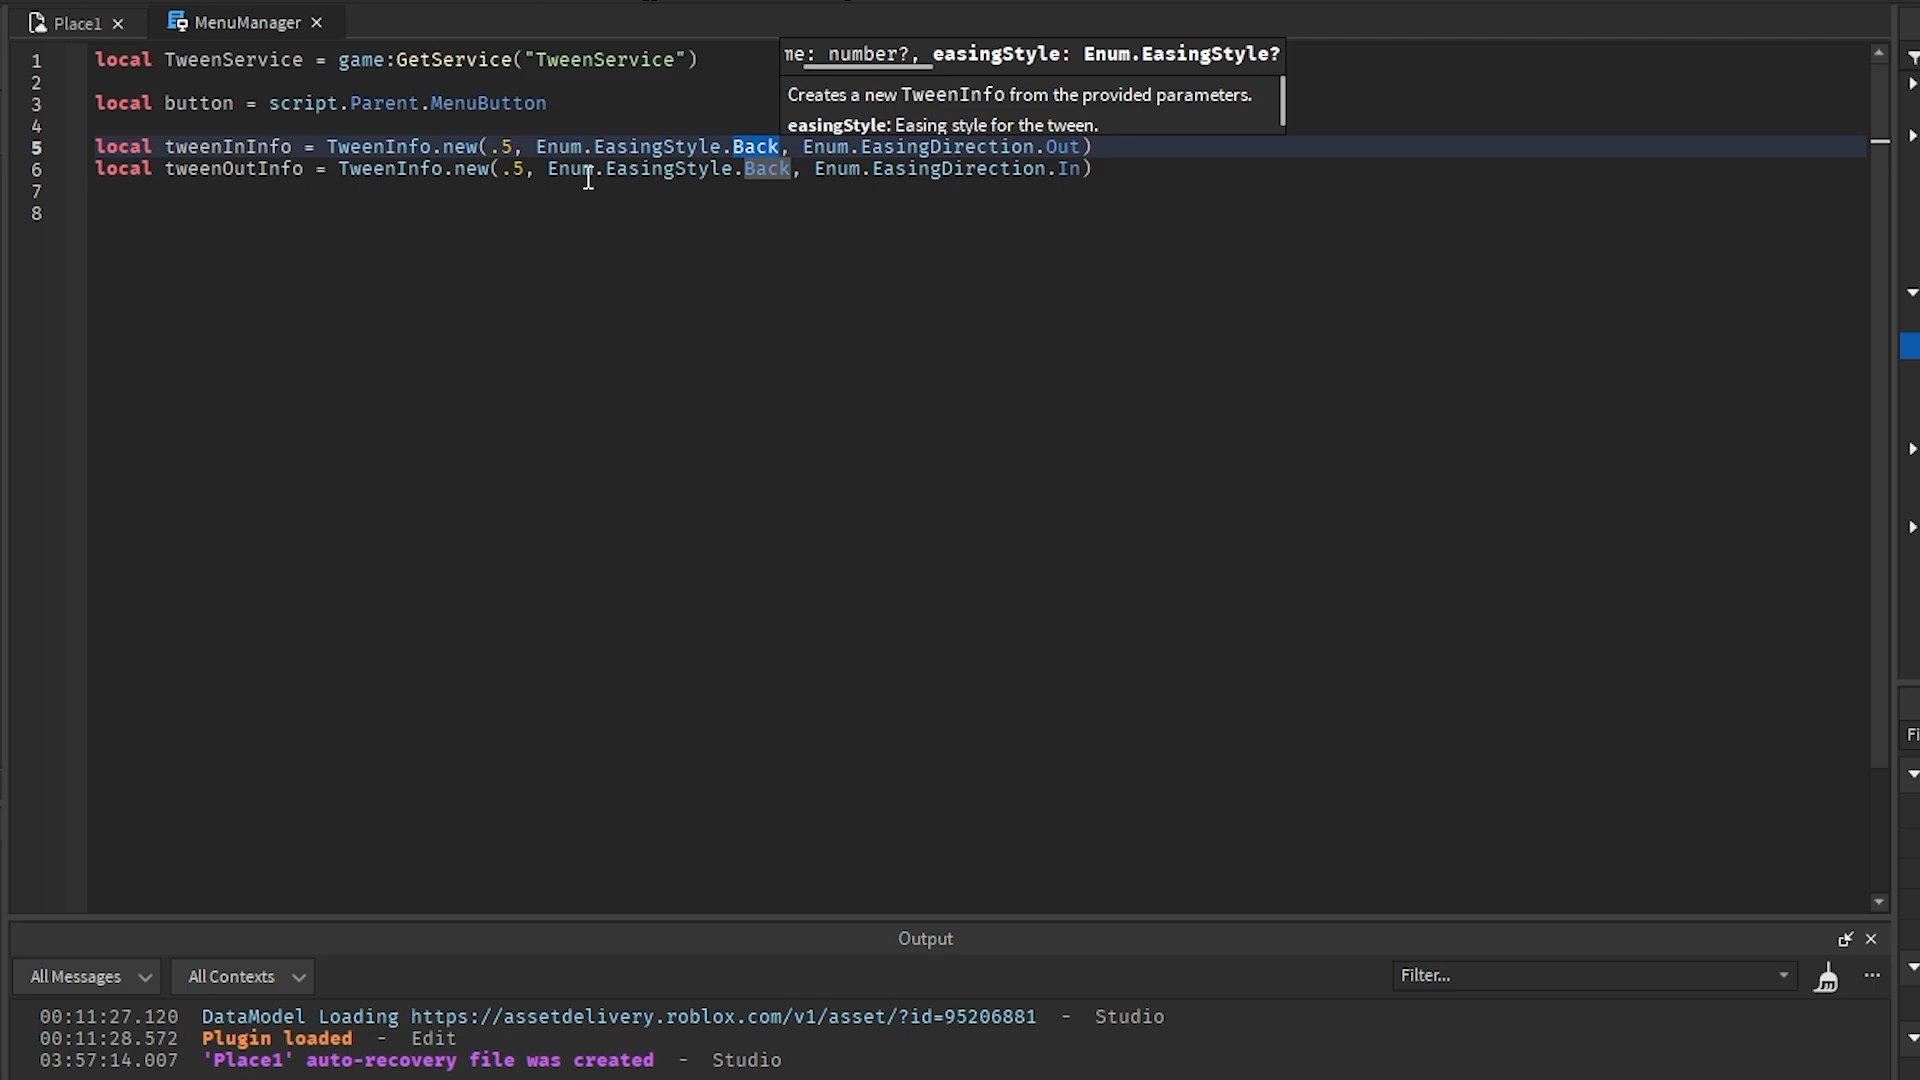 Place1
MenuManager
1 local TweenService = game:GetService("TweenService")
2
3 local button = script.Parent.MenuButton
4
5 local tweenInInfo = TweenInfo.new(.5, Enum.EasingStyle.Back, Enum.EasingDirection.Out)
6 local tweenOutInfo = TweenInfo.new(.5, Enum.EasingStyle.Back, Enum.EasingDirection.In)
7
8
me: number?, easingStyle: Enum.EasingStyle?
Creates a new TweenInfo from the provided parameters.
easingStyle: Easing style for the tween.
Fi
Output
All Messages All Contexts Filter... ...
00:11:27.120 DataModel Loading https://assetdelivery.roblox.com/v1/asset/?id=95206881 - Studio
00:11:28.572 Plugin loaded - Edit
03:57:14.007 'Place1' auto-recovery file was created - Studio